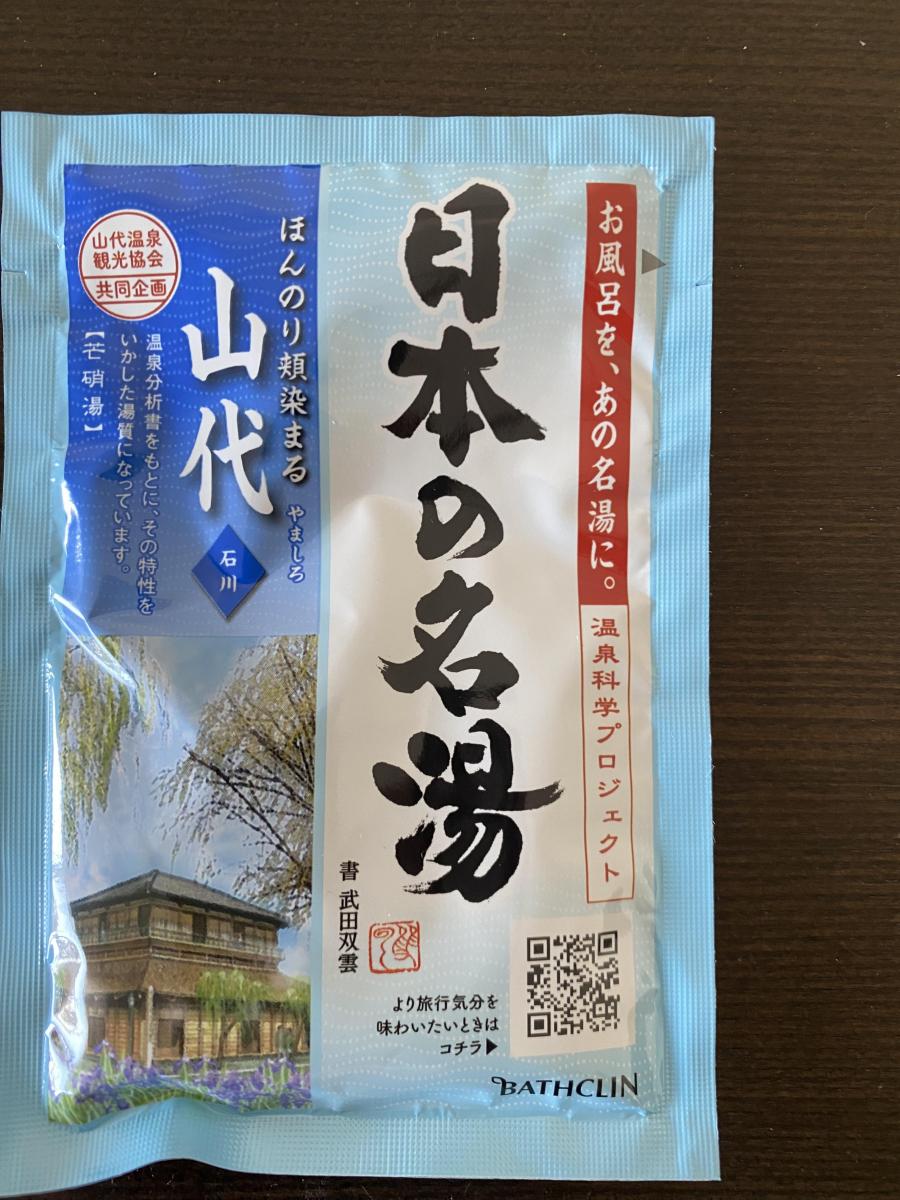 お風呂を、あの名湯に。
温泉科学プロジェクト
日本の名湯
書 武田双雲
ほんのり頬染まる
山代
やましろ
石川
山代温泉
観光協会
共同企画
温泉分析書をもとに、その特性を
いかした湯質になっています。
【芒硝湯】
より旅行気分を
味わいたいときは
コチラ▶
BATHCLIN